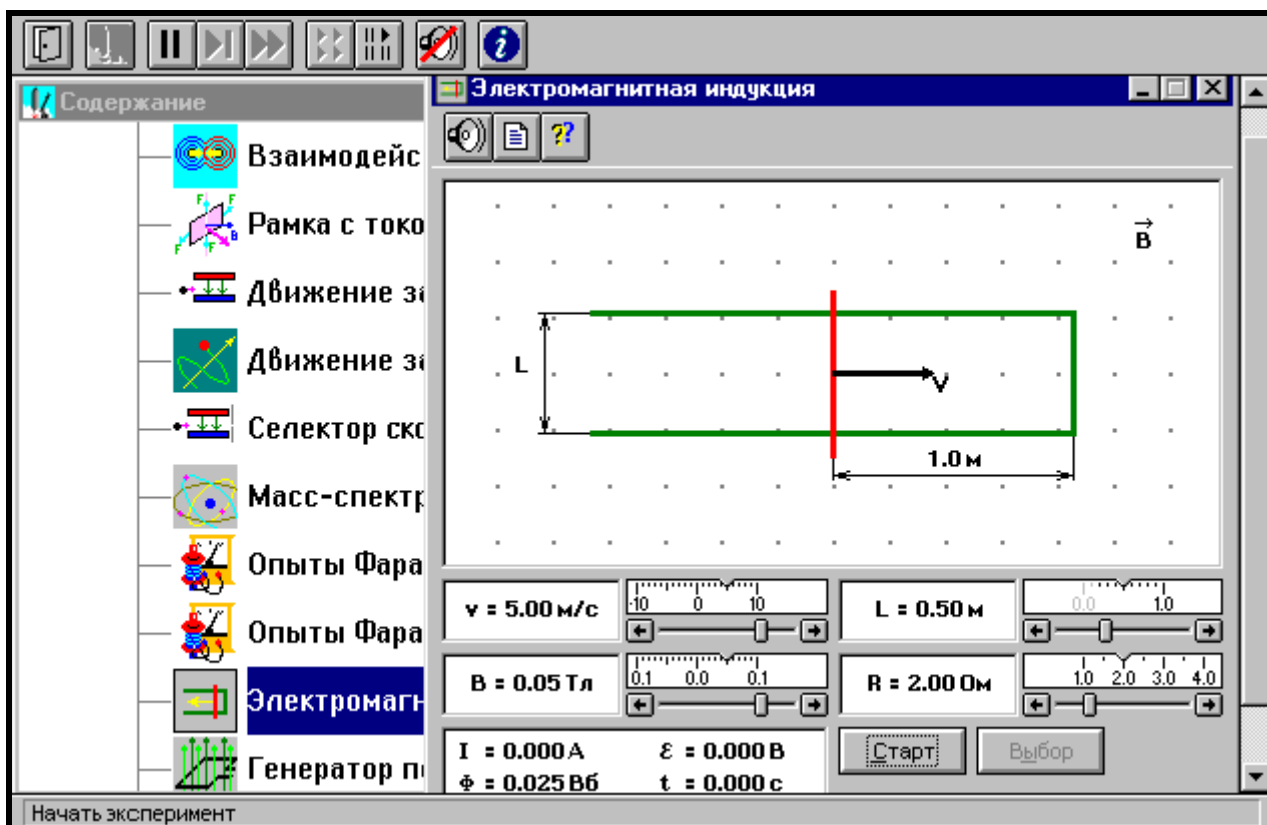 Содержание
Взаимодейс
Рамка с токо
Движение за
Движение за
Селектор ско
Масс-спектр
Опыты Фара
Опыты Фара
Электромагн
Генератор п
Электромагнитная индукция
B
L
V
1.0 м
v = 5.00 м/с
-10 0 10
L = 0.50 м
0.0 1.0
B = 0.05 Тл
0.1 0.0 0.1
R = 2.00 Ом
1.0 2.0 3.0 4.0
I = 0.000 А ε = 0.000 В
Φ = 0.025 Вб t = 0.000 с
Старт
Выбор
Начать эксперимент